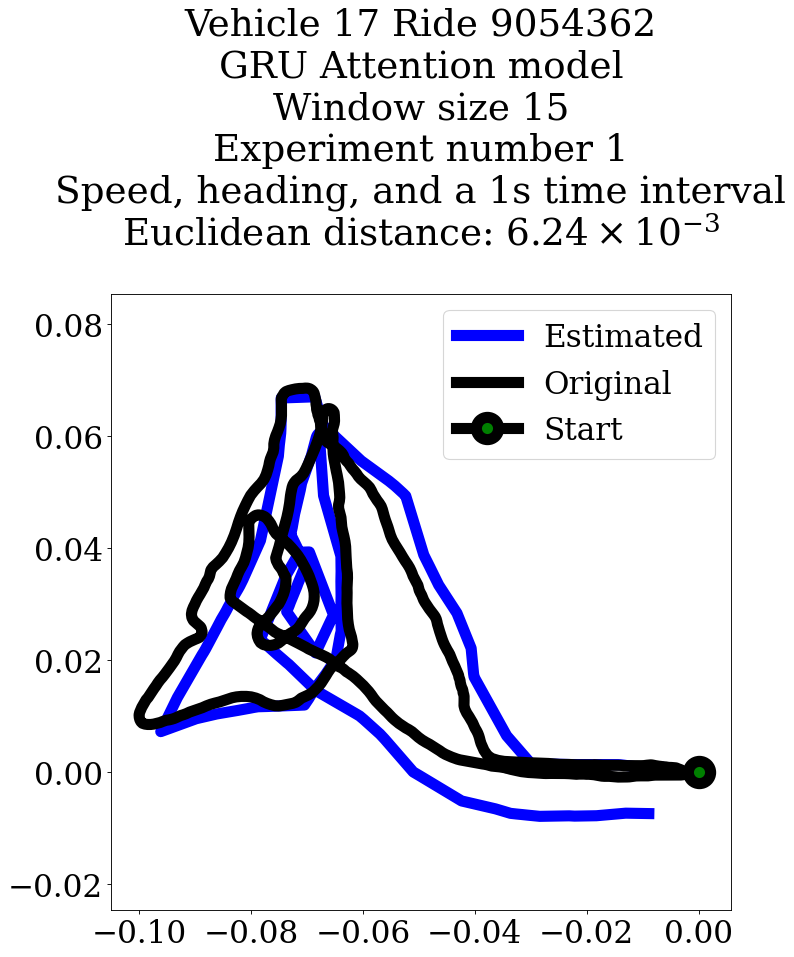 Vehicle 17 Ride 9054362
GRU Attention model
Window size 15
Experiment number 1
Speed, heading, and a 1s time interval
Euclidean distance: 6.24 × 10⁻³
Estimated
Original
Start
0.08
0.06
0.04
0.02
0.00
−0.02
−0.10 −0.08 −0.06 −0.04 −0.02 0.00